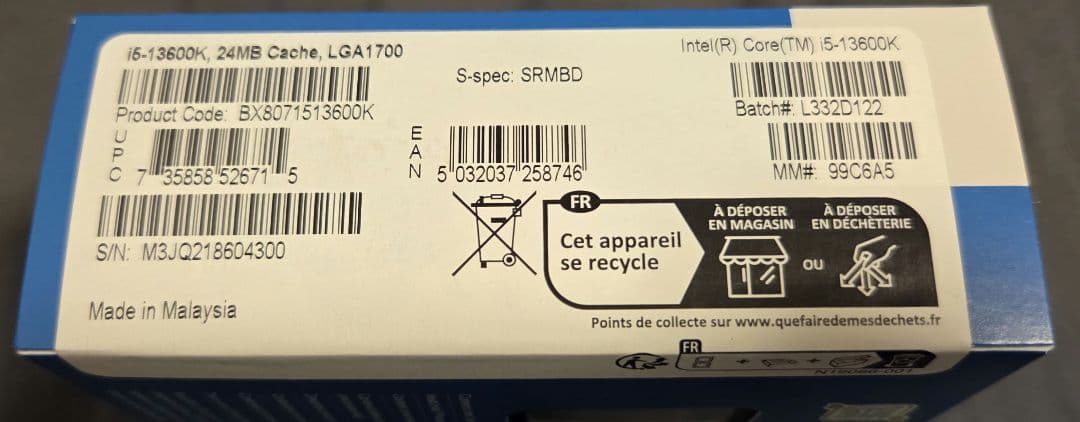 i5-13600K, 24MB Cache, LGA1700
Product Code: BX8071513600K
UPC
7 35858 52671 5
S/N: M3JQ218604300
Made in Malaysia
S-spec: SRMBD
EAN
5 032037 258746
Intel(R) Core(TM) i5-13600K
Batch#: L332D122
MM#: 99C6A5
FR
Cet appareil
se recycle
À DÉPOSER
EN MAGASIN
OU
À DÉPOSER
EN DÉCHÈTERIE
Points de collecte sur www.quefairedemesdechets.fr
FR
+ +